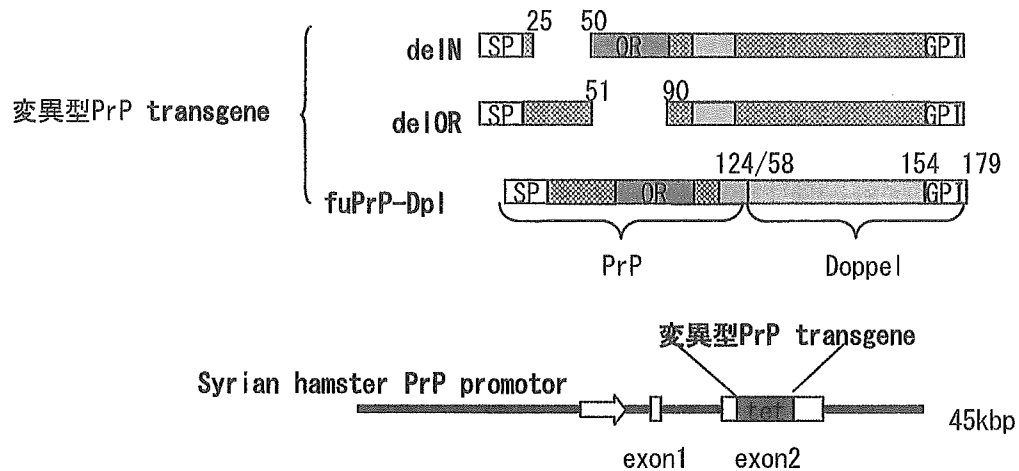 25 50
delN SP OR GPI
51 90
変異型PrP transgene
delOR SP GPI
124/58 154 179
fuPrP-Dpl SP OR GPI
PrP Doppel
変異型PrP transgene
Syrian hamster PrP promotor
tet
45kbp
exon1 exon2